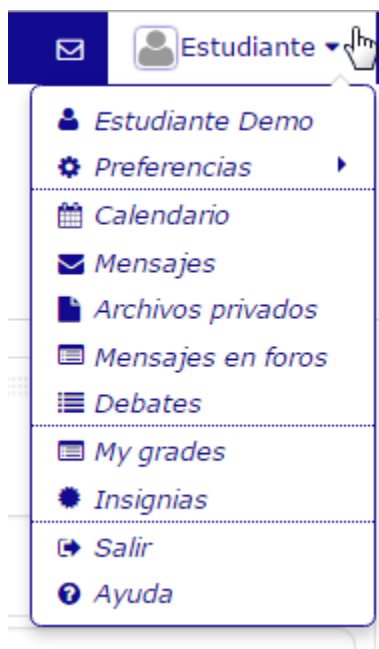 Estudiante
Estudiante Demo
Preferencias
Calendario
Mensajes
Archivos privados
Mensajes en foros
Debates
My grades
Insignias
Salir
Ayuda